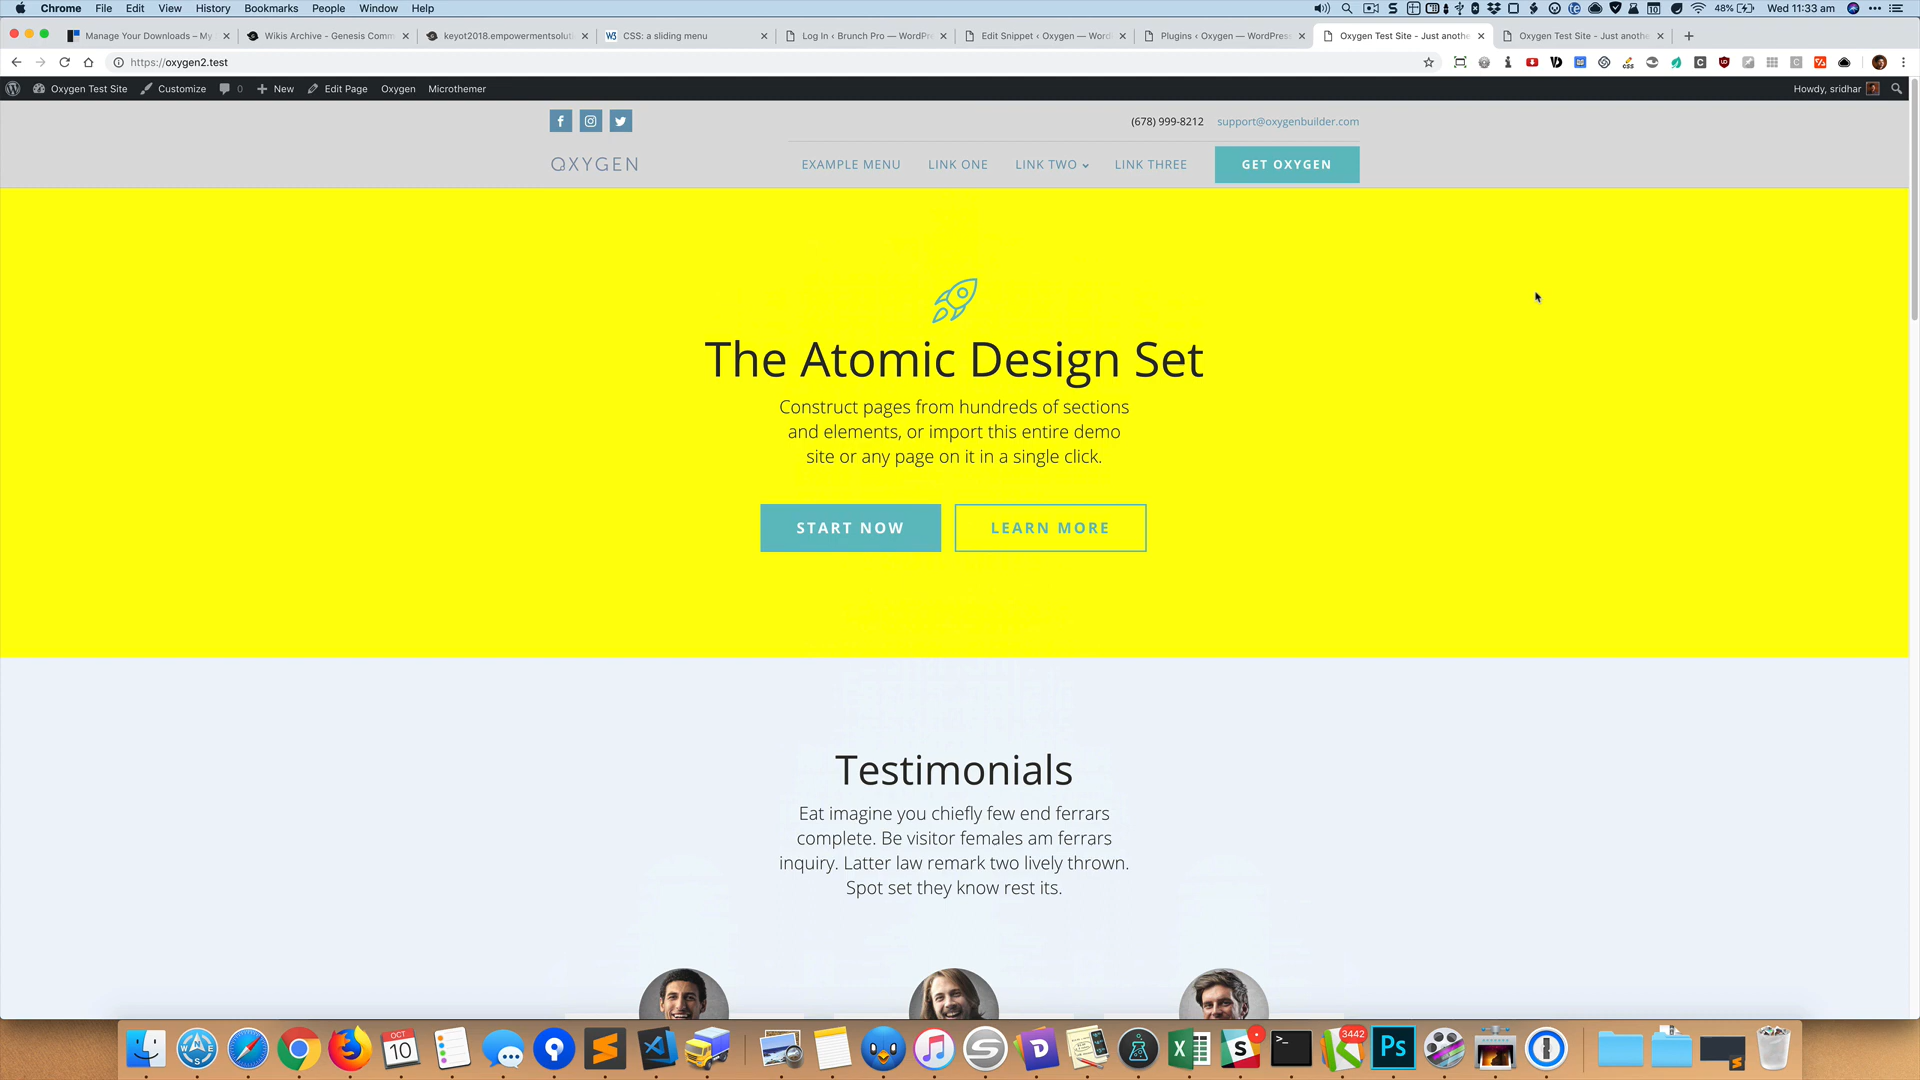 Chrome File Edit View History Bookmarks People Window Help
48% Wed 11:33 am
Manage Your Downloads – My
Wikis Archive - Genesis Comm
keyot2018.empowermentsolut
CSS: a sliding menu
Log In ‹ Brunch Pro — WordPre
Edit Snippet ‹ Oxygen — Word
Plugins ‹ Oxygen — WordPress
Oxygen Test Site - Just anothe
Oxygen Test Site - Just anothe
https://oxygen2.test
Oxygen Test Site Customize 0 New Edit Page Oxygen Microthemer
Howdy, sridhar
(678) 999-8212 support@oxygenbuilder.com
OXYGEN
EXAMPLE MENU LINK ONE LINK TWO LINK THREE GET OXYGEN
The Atomic Design Set
Construct pages from hundreds of sections
and elements, or import this entire demo
site or any page on it in a single click.
START NOW LEARN MORE
Testimonials
Eat imagine you chiefly few end ferrars
complete. Be visitor females am ferrars
inquiry. Latter law remark two lively thrown.
Spot set they know rest its.
OCT
10
3442
Ps